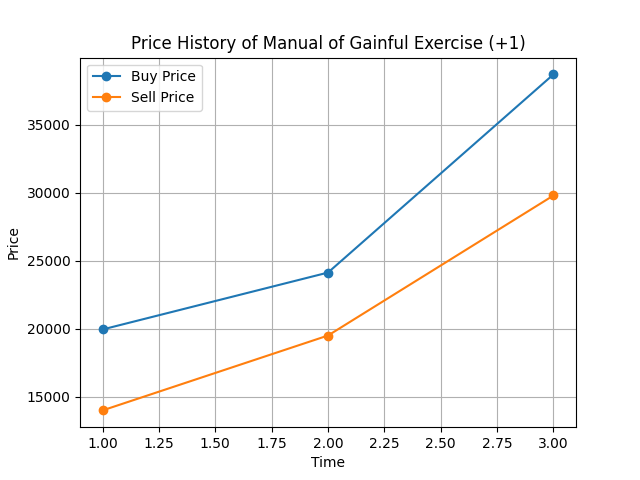 Price History of Manual of Gainful Exercise (+1)
Buy Price
Sell Price
Price
35000
30000
25000
20000
15000
1.00 1.25 1.50 1.75 2.00 2.25 2.50 2.75 3.00
Time